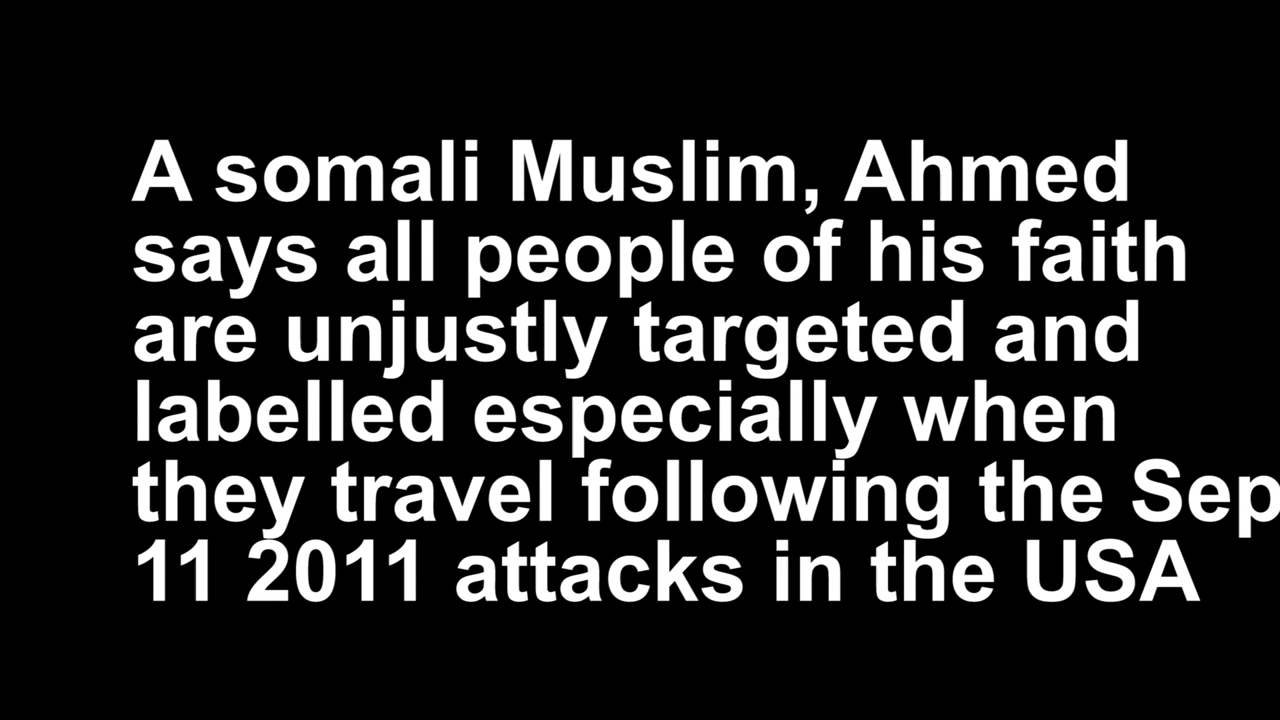 A somali Muslim, Ahmed
says all people of his faith
are unjustly targeted and
labelled especially when
they travel following the Sep
11 2011 attacks in the USA